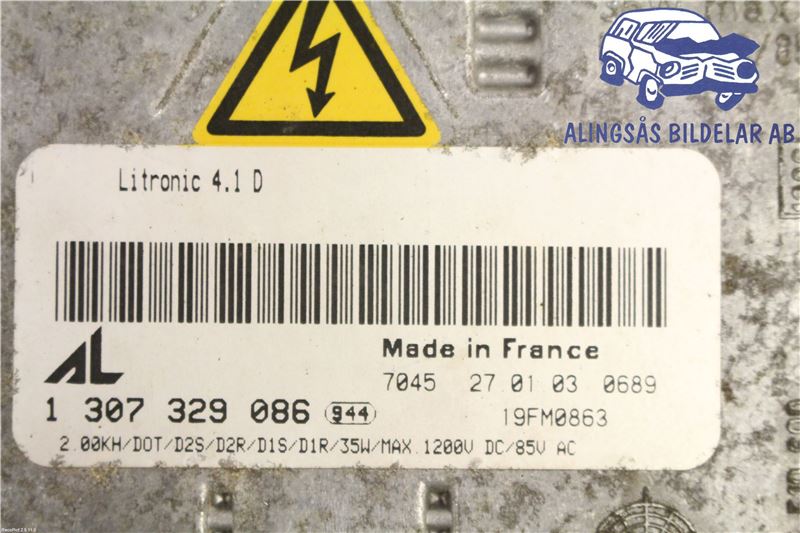 ALINGSÅS BILDELAR AB
Litronic 4.1 D
AL
Made in France
7045 27 01 03 0689
1 307 329 086 944
19FM0863
2.00KH/DOT/D2S/D2R/D1S/D1R/35W/MAX.1200V DC/85V AC